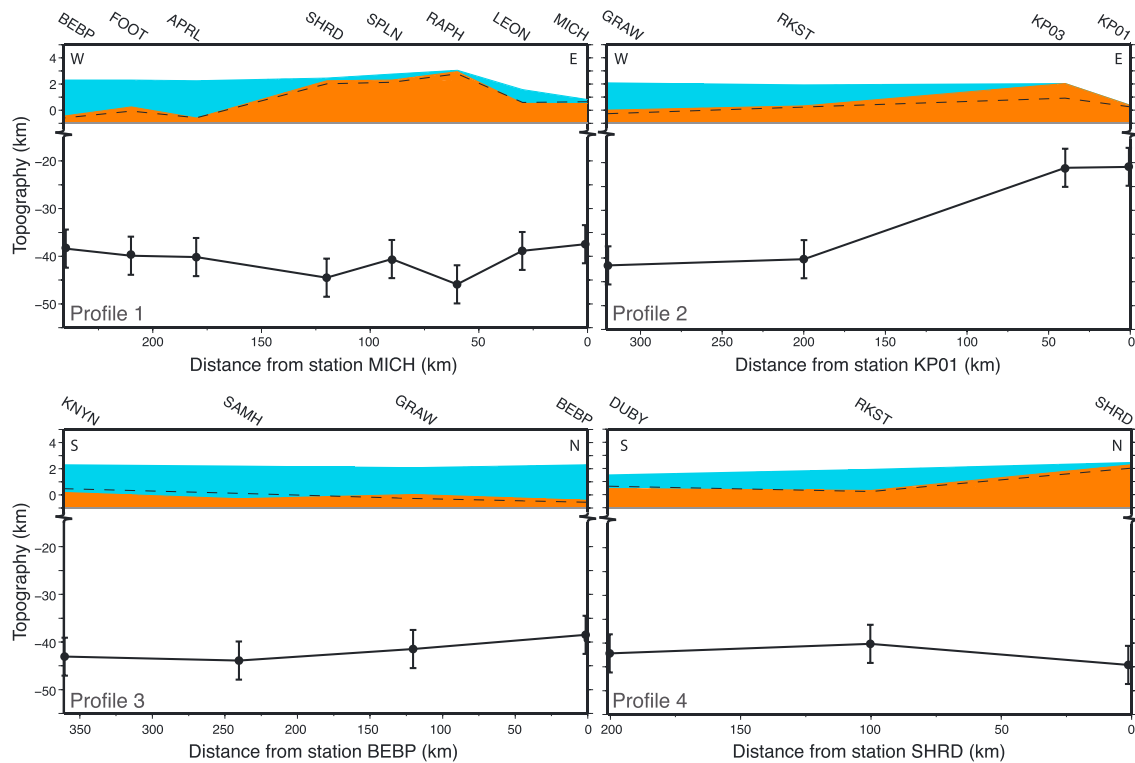 BEBP FOOT APRL SHRD SPLN RAPH LEON MICH
W E
4
2
0
−20
−30
−40
−50
Topography (km)
Profile 1
200 150 100 50 0
Distance from station MICH (km)
GRAW RKST KP03 KP01
W E
Profile 2
300 250 200 150 100 50 0
Distance from station KP01 (km)
KNYN SAMH GRAW BEBP
S N
4
2
0
−20
−30
−40
−50
Topography (km)
Profile 3
350 300 250 200 150 100 50 0
Distance from station BEBP (km)
DUBY RKST SHRD
S N
Profile 4
200 150 100 50 0
Distance from station SHRD (km)